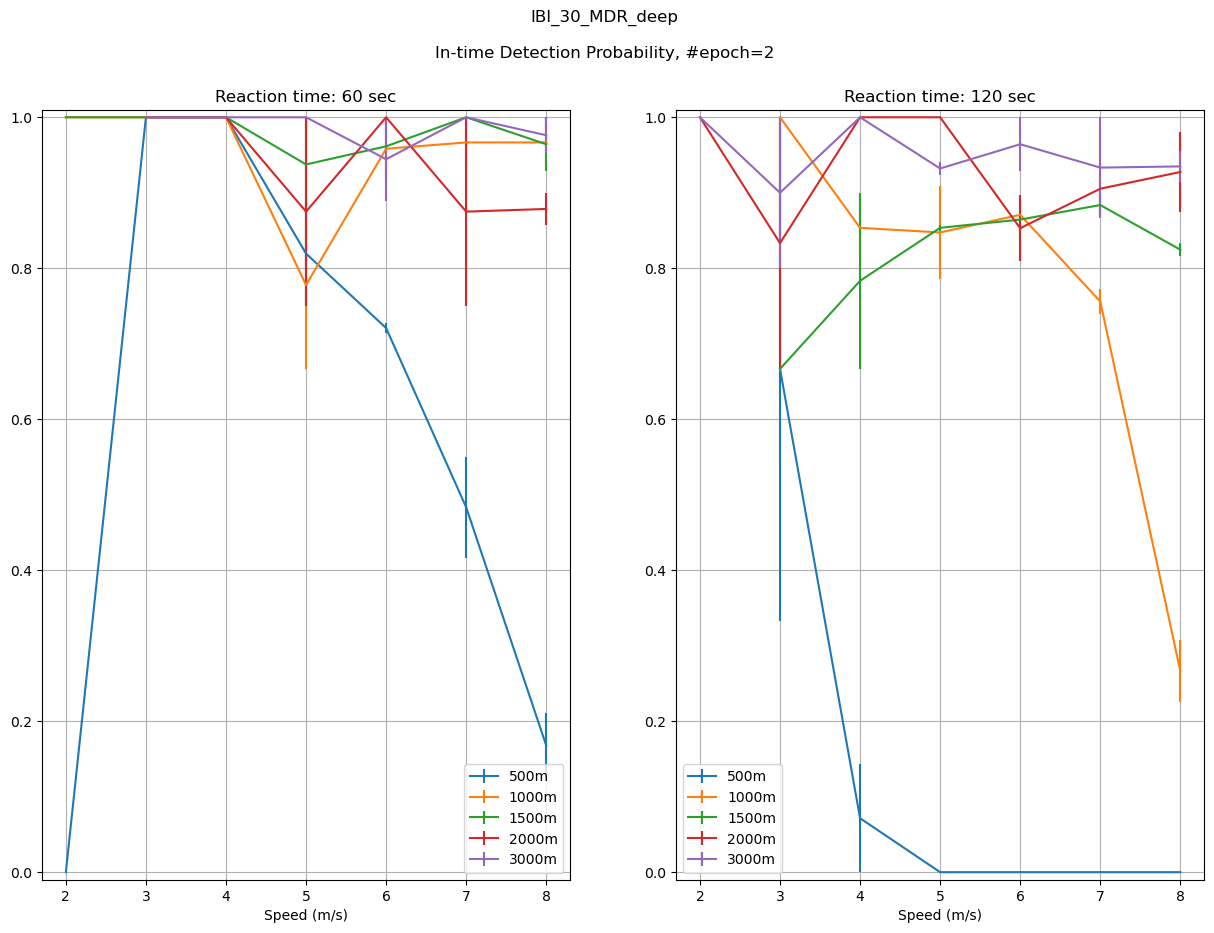 IBI_30_MDR_deep
In-time Detection Probability, #epoch=2
Reaction time: 60 sec
1.0
0.8
0.6
0.4
0.2
0.0
2 3 4 5 6 7 8
Speed (m/s)
500m
1000m
1500m
2000m
3000m
Reaction time: 120 sec
1.0
0.8
0.6
0.4
0.2
0.0
2 3 4 5 6 7 8
Speed (m/s)
500m
1000m
1500m
2000m
3000m